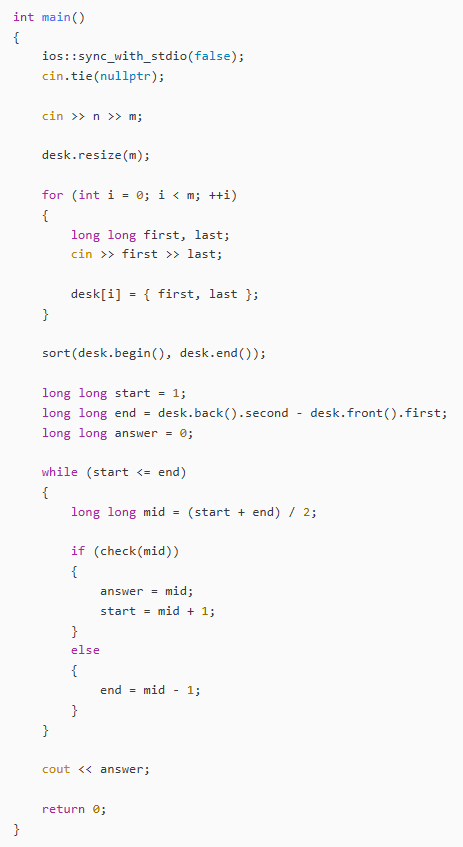 int main()
{
    ios::sync_with_stdio(false);
    cin.tie(nullptr);

    cin >> n >> m;

    desk.resize(m);

    for (int i = 0; i < m; ++i)
    {
        long long first, last;
        cin >> first >> last;

        desk[i] = { first, last };
    }

    sort(desk.begin(), desk.end());

    long long start = 1;
    long long end = desk.back().second - desk.front().first;
    long long answer = 0;

    while (start <= end)
    {
        long long mid = (start + end) / 2;

        if (check(mid))
        {
            answer = mid;
            start = mid + 1;
        }
        else
        {
            end = mid - 1;
        }
    }

    cout << answer;

    return 0;
}